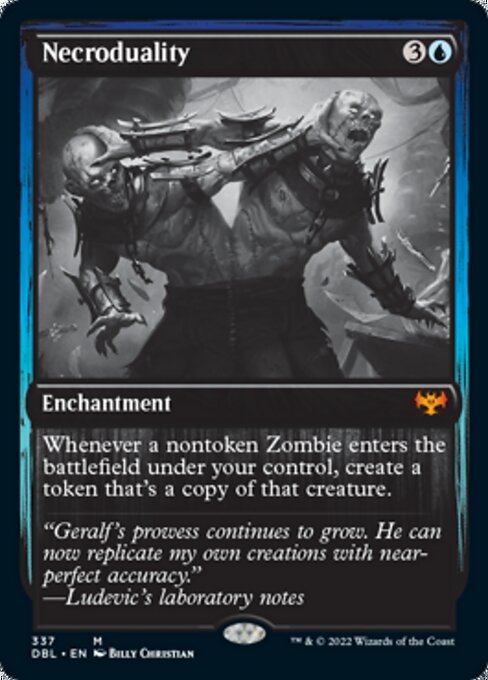 Necroduality 3
Enchantment
Whenever a nontoken Zombie enters the
battlefield under your control, create a
token that's a copy of that creature.
“Geralf's prowess continues to grow. He can
now replicate my own creations with near-
perfect accuracy.”
—Ludevic's laboratory notes
337 M
DBL • EN Billy Christian
™ & © 2022 Wizards of the Coast